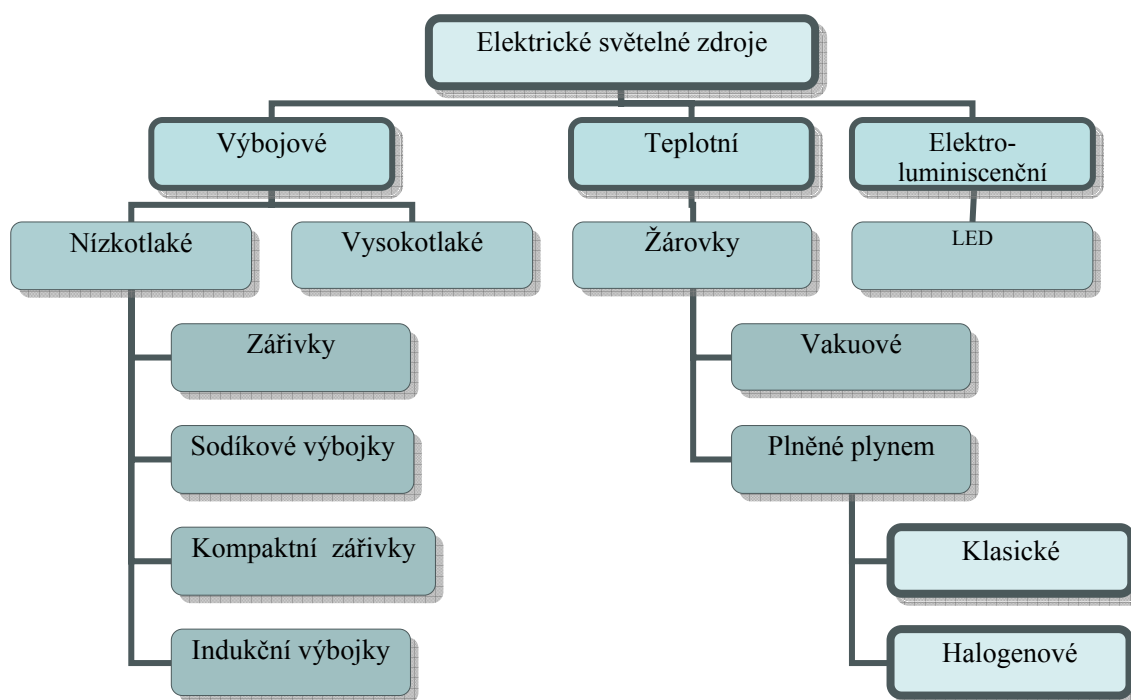 Elektrické světelné zdroje
Výbojové
Teplotní
Elektro-
luminiscenční
Nízkotlaké
Vysokotlaké
Žárovky
LED
Zářivky
Vakuové
Sodíkové výbojky
Plněné plynem
Kompaktní zářivky
Klasické
Indukční výbojky
Halogenové